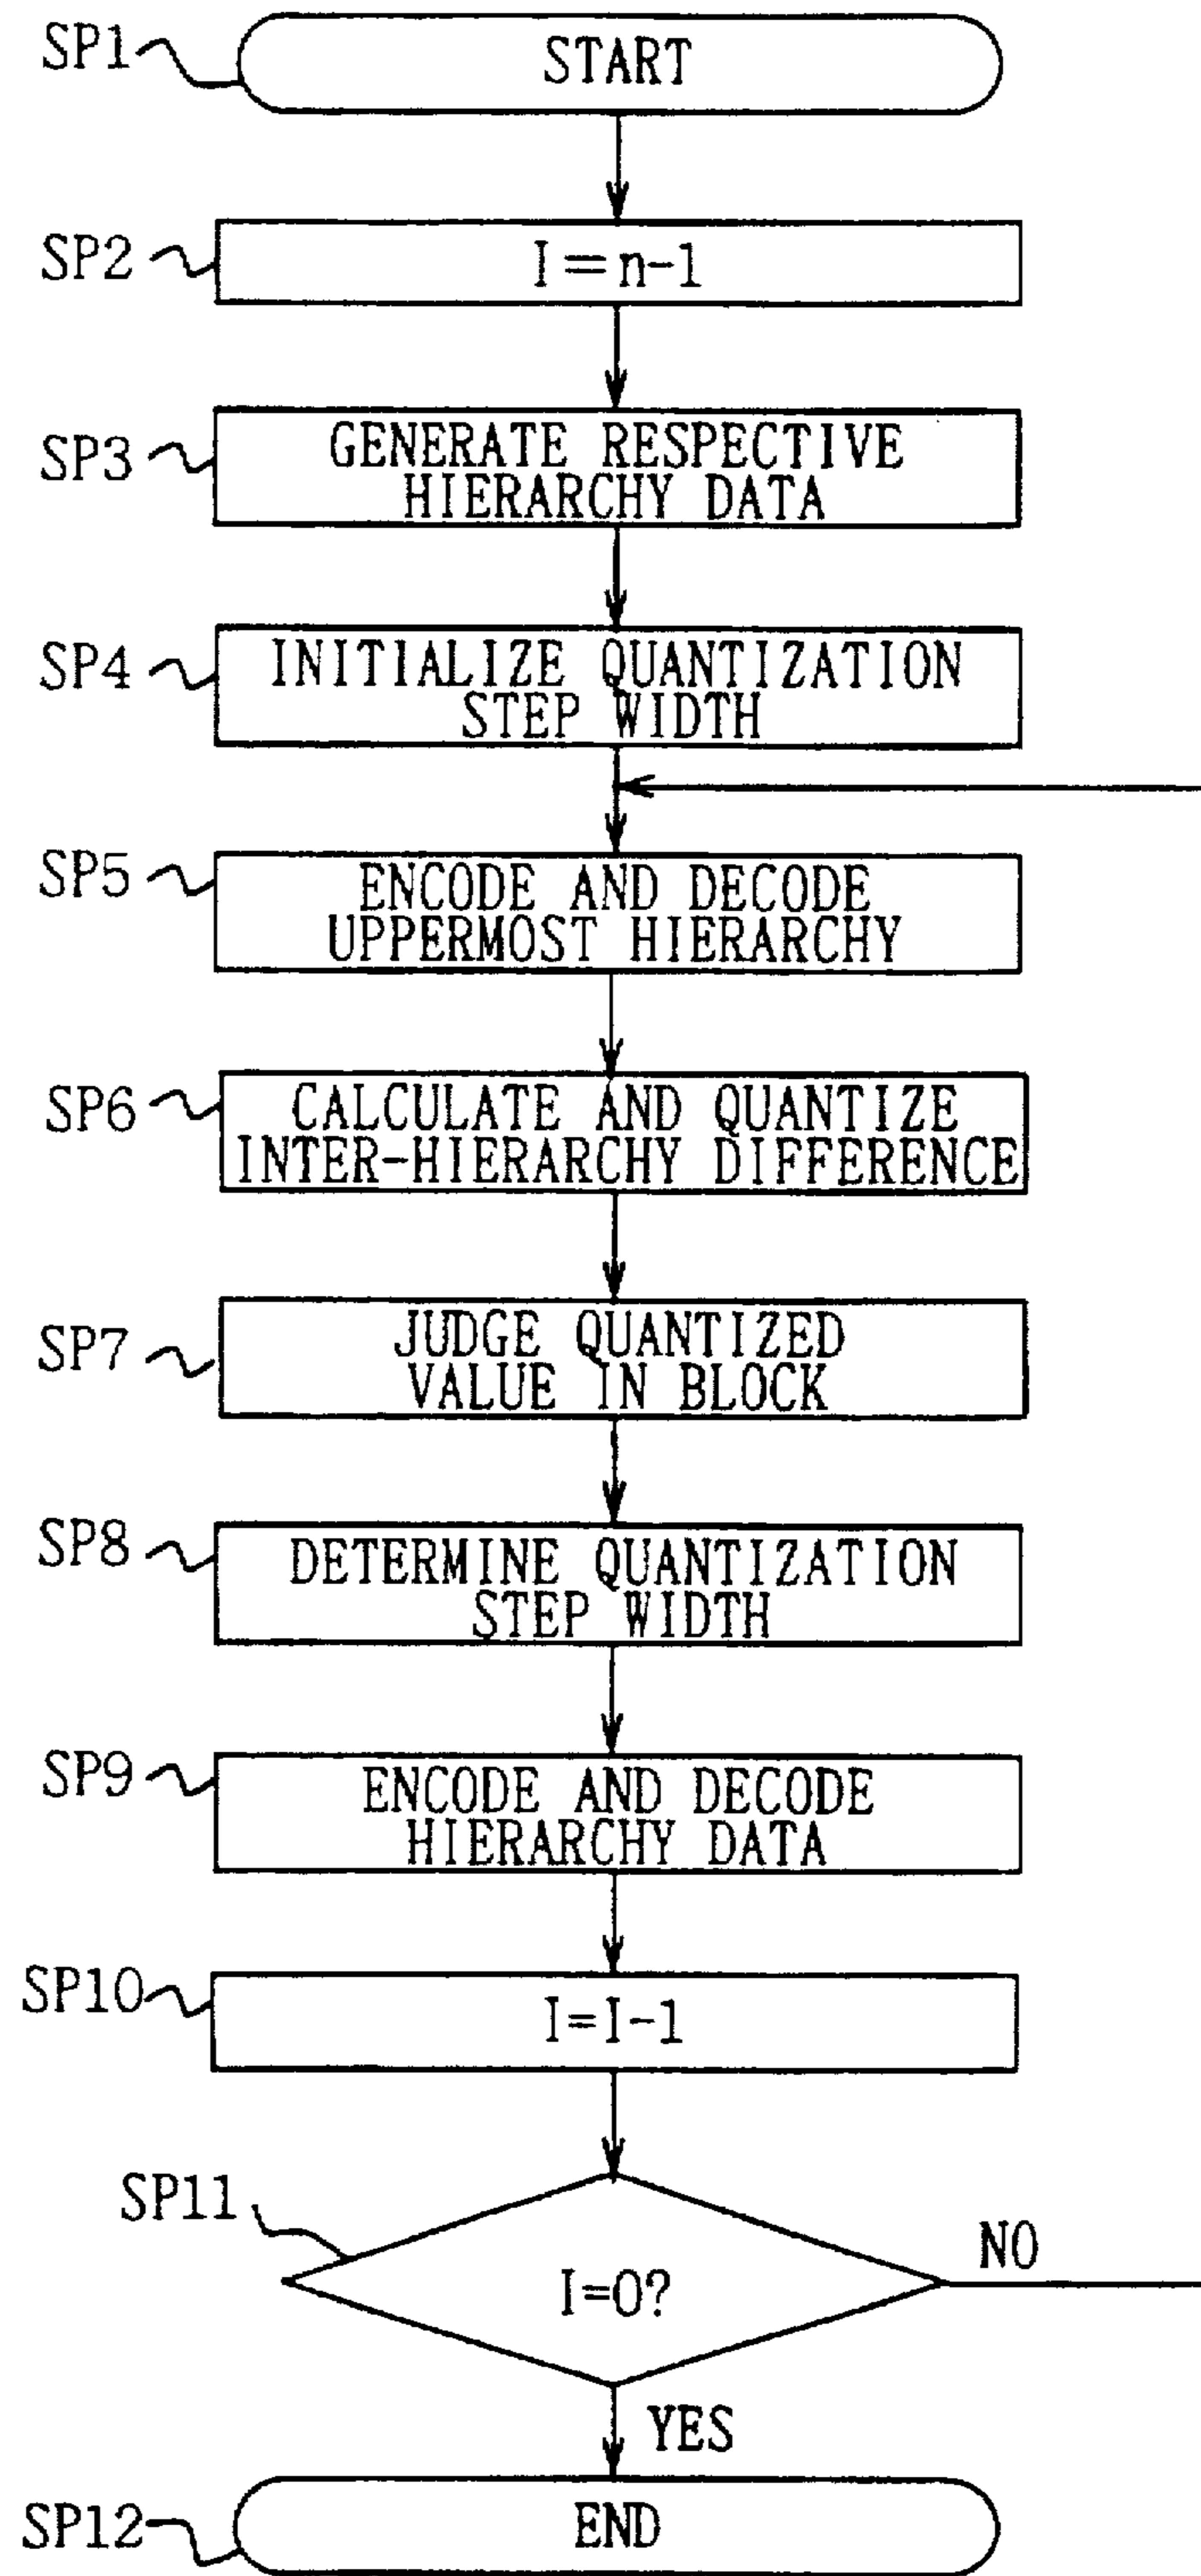 SP1
START
SP2
I=n-1
SP3
GENERATE RESPECTIVE
HIERARCHY DATA
SP4
INITIALIZE QUANTIZATION
STEP WIDTH
SP5
ENCODE AND DECODE
UPPERMOST HIERARCHY
SP6
CALCULATE AND QUANTIZE
INTER-HIERARCHY DIFFERENCE
SP7
JUDGE QUANTIZED
VALUE IN BLOCK
SP8
DETERMINE QUANTIZATION
STEP WIDTH
SP9
ENCODE AND DECODE
HIERARCHY DATA
SP10
I=I-1
SP11
I=0?
NO
YES
SP12
END